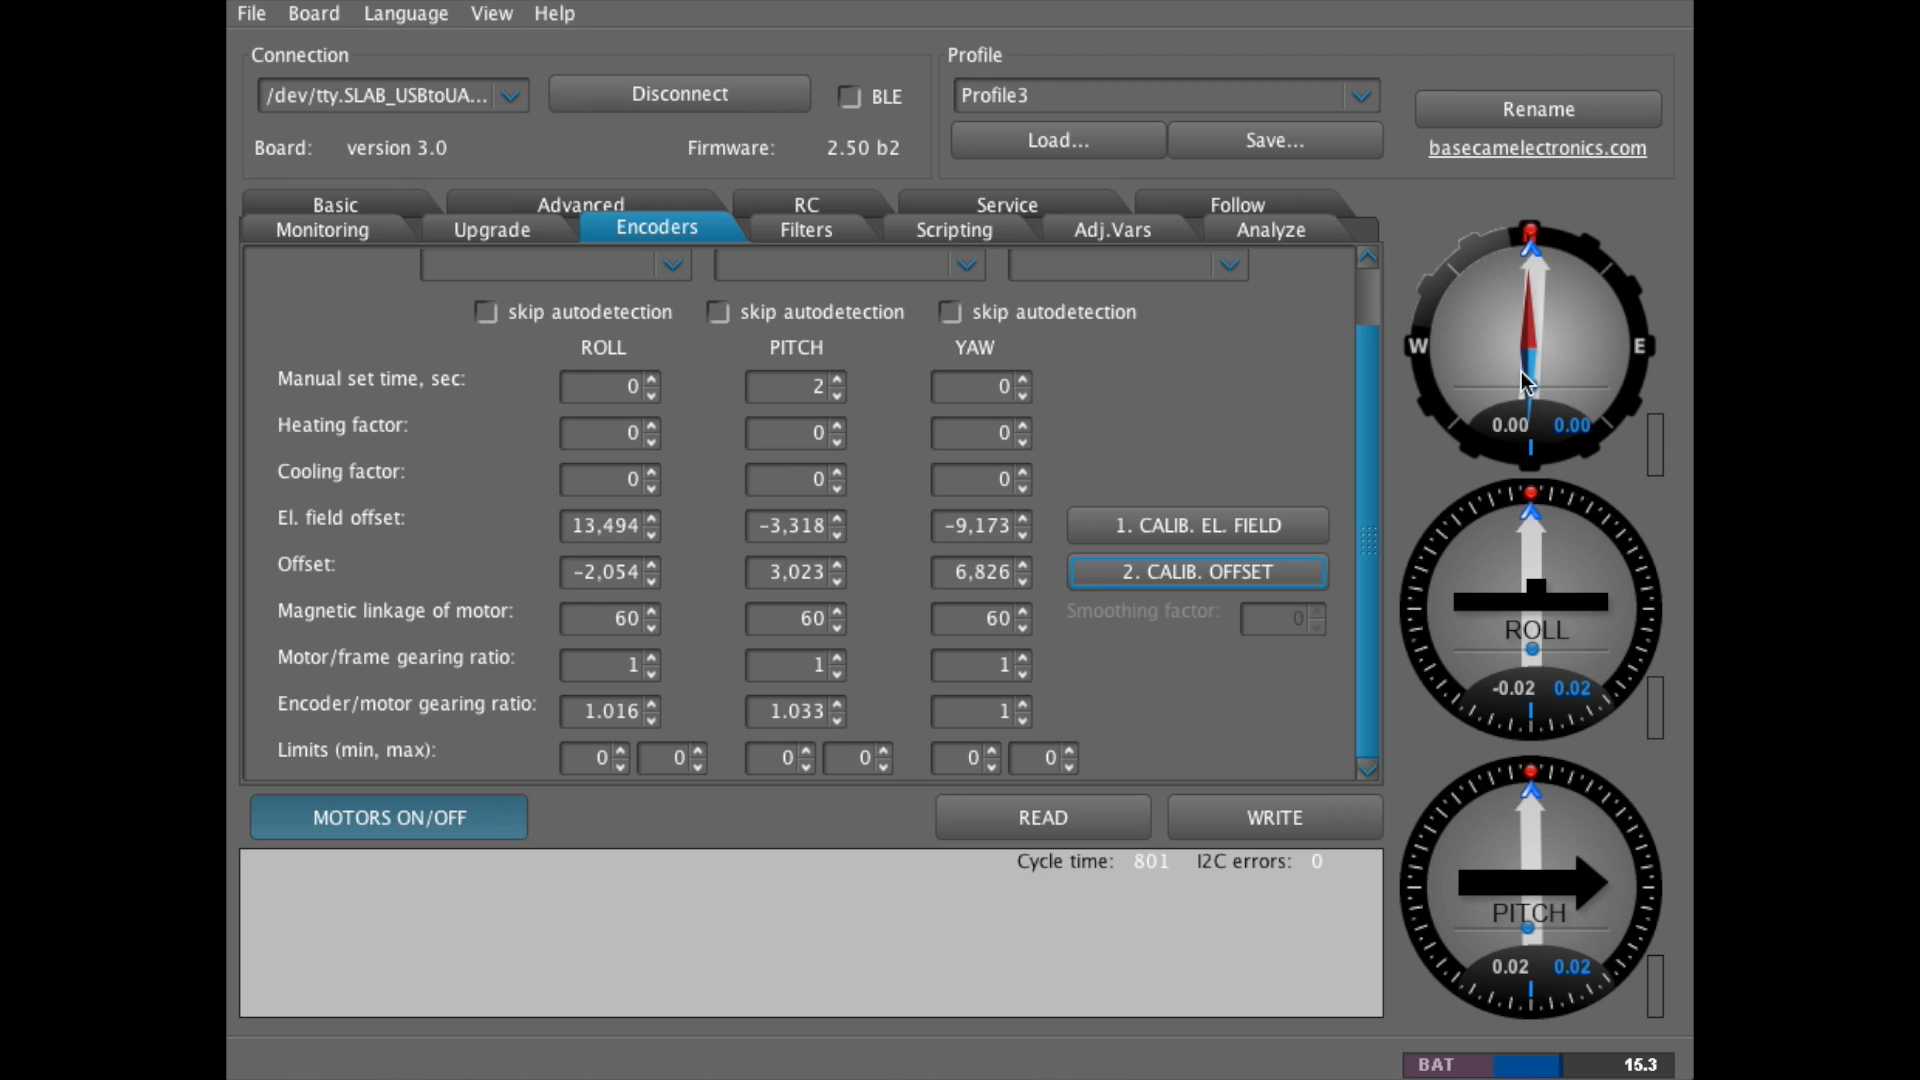 File Board Language View Help
Connection
Profile
/dev/tty.SLAB_USBtoUA...
Disconnect
BLE
Profile3
Rename
Load...
Save...
Board: version 3.0
Firmware: 2.50 b2
basecamelectronics.com
Basic Advanced RC Service Follow
Monitoring Upgrade Encoders Filters Scripting Adj.Vars Analyze
skip autodetection skip autodetection skip autodetection
ROLL PITCH YAW
Manual set time, sec: 0 2 0
Heating factor: 0 0 0
Cooling factor: 0 0 0
El. field offset: 13,494 -3,318 -9,173 1. CALIB. EL. FIELD
Offset: -2,054 3,023 6,826 2. CALIB. OFFSET
Magnetic linkage of motor: 60 60 60 Smoothing factor: 0
Motor/frame gearing ratio: 1 1 1
Encoder/motor gearing ratio: 1.016 1.033 1
Limits (min, max): 0 0 0 0 0 0
MOTORS ON/OFF READ WRITE
Cycle time: 801 I2C errors: 0
W E
0.00 0.00
ROLL
-0.02 0.02
PITCH
0.02 0.02
BAT 15.3